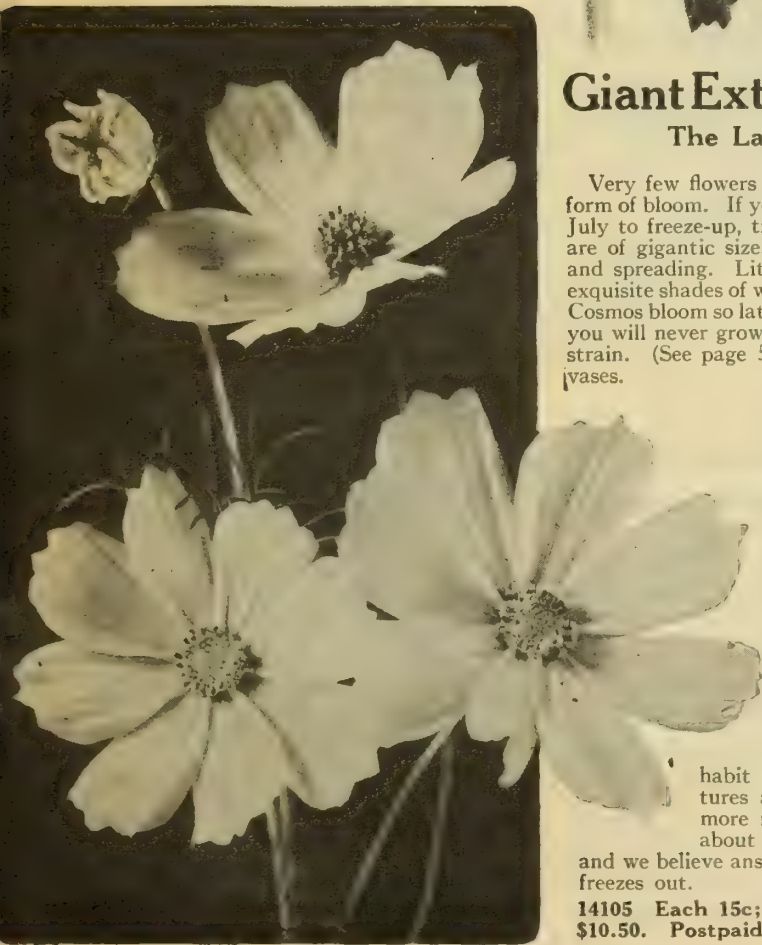 Giant Ext
The La
Very few flowers
form of bloom. If y
July to freeze-up, t
are of gigantic size
and spreading. Lit
exquisite shades of w
Cosmos bloom so lat
you will never grow
strain. (See page 5
vases.
habit
tures a
more
about
and we believe ans
freezes out.
14105 Each 15c;
$10.50. Postpaid